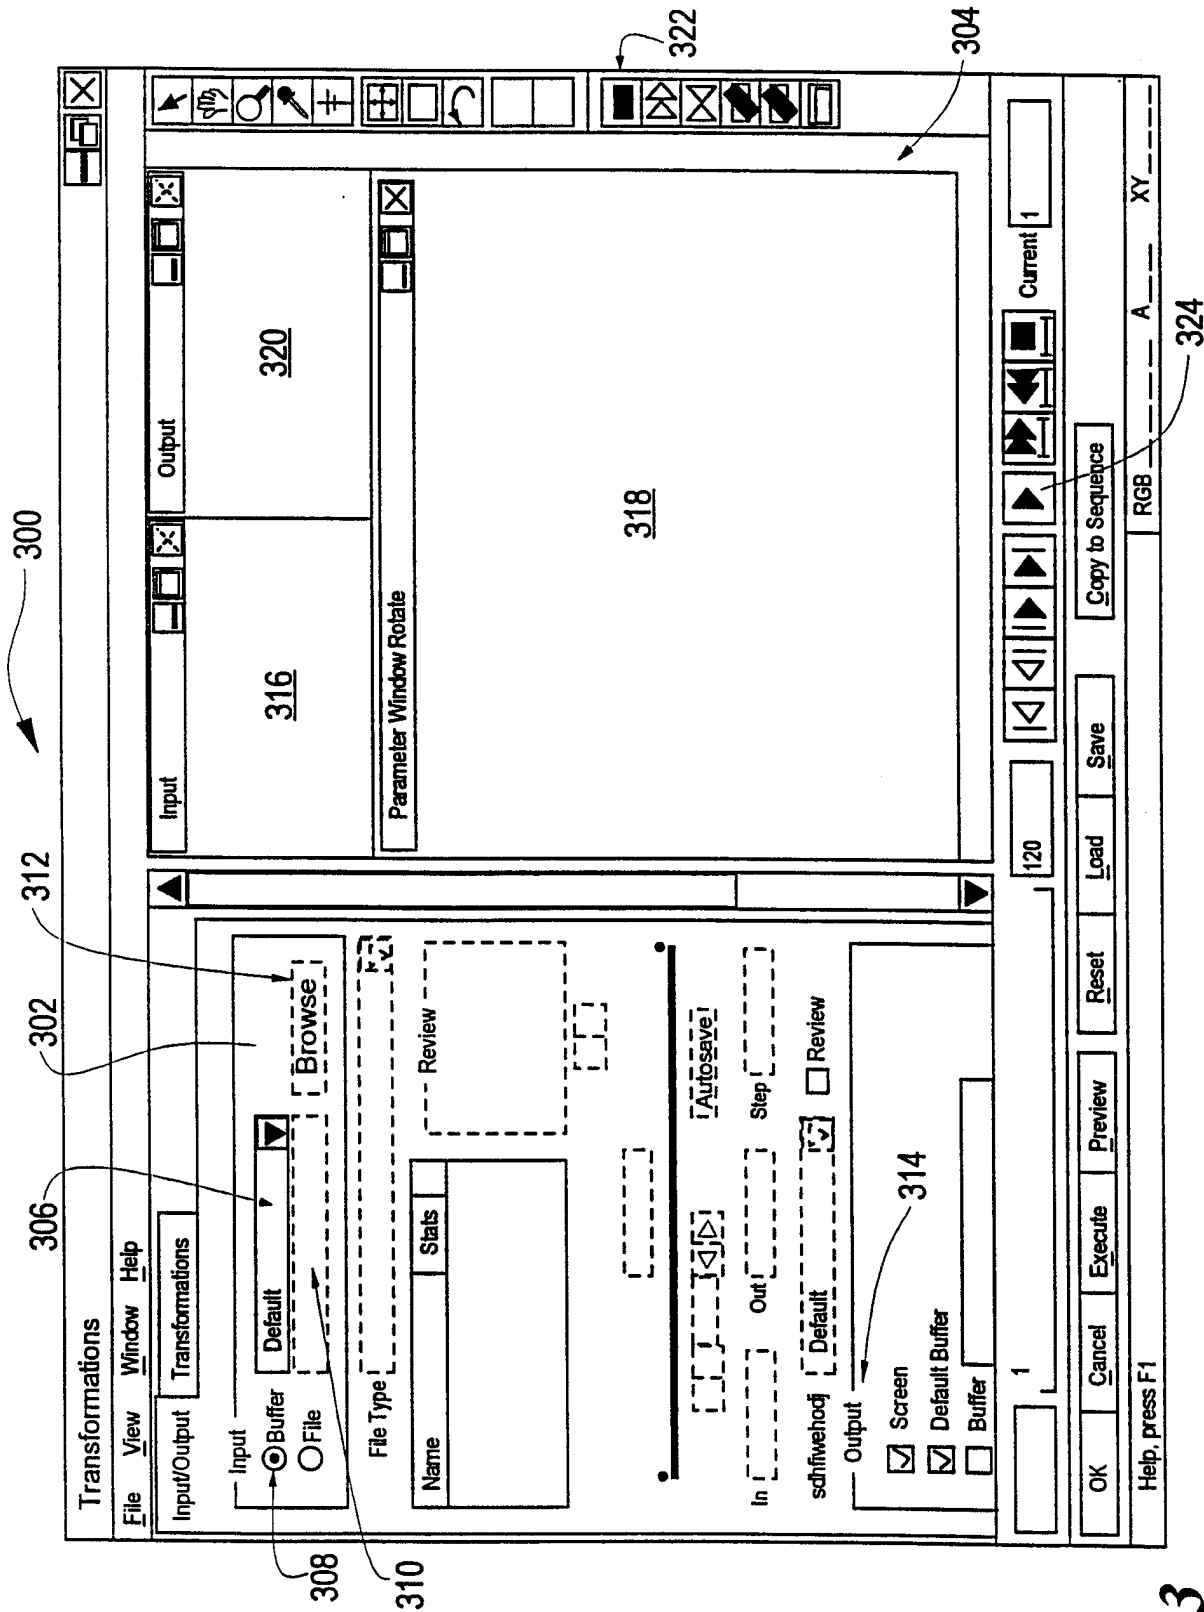 300
Transformations
File View Window Help
Input/Output Transformations
Input
Buffer Default
File Browse
File Type
Name Stats
Review
Autosave
In Out Step
sdhfiwehodj Default Review
Output
Screen
Default Buffer
Buffer
302
306
308
310
312
314
Input
316
Output
320
Parameter Window Rotate
318
322
304
1 120 Current 1
324
OK Cancel Execute Preview Reset Load Save Copy to Sequence
Help, press F1 RGB A XY
3